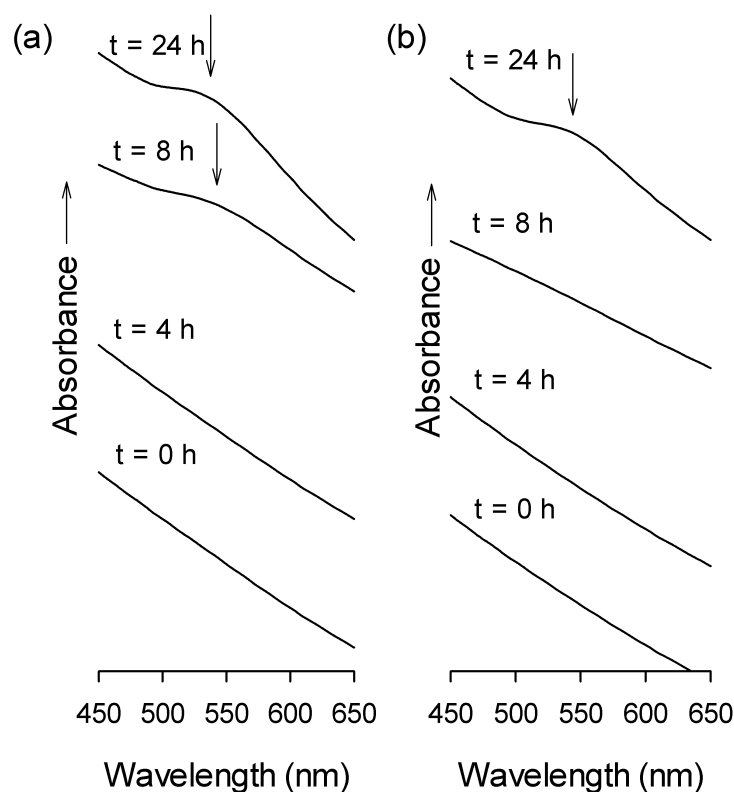 (a)
t = 24 h
t = 8 h
t = 4 h
t = 0 h
Absorbance
450 500 550 600 650
Wavelength (nm)
(b)
t = 24 h
t = 8 h
t = 4 h
t = 0 h
Absorbance
450 500 550 600 650
Wavelength (nm)